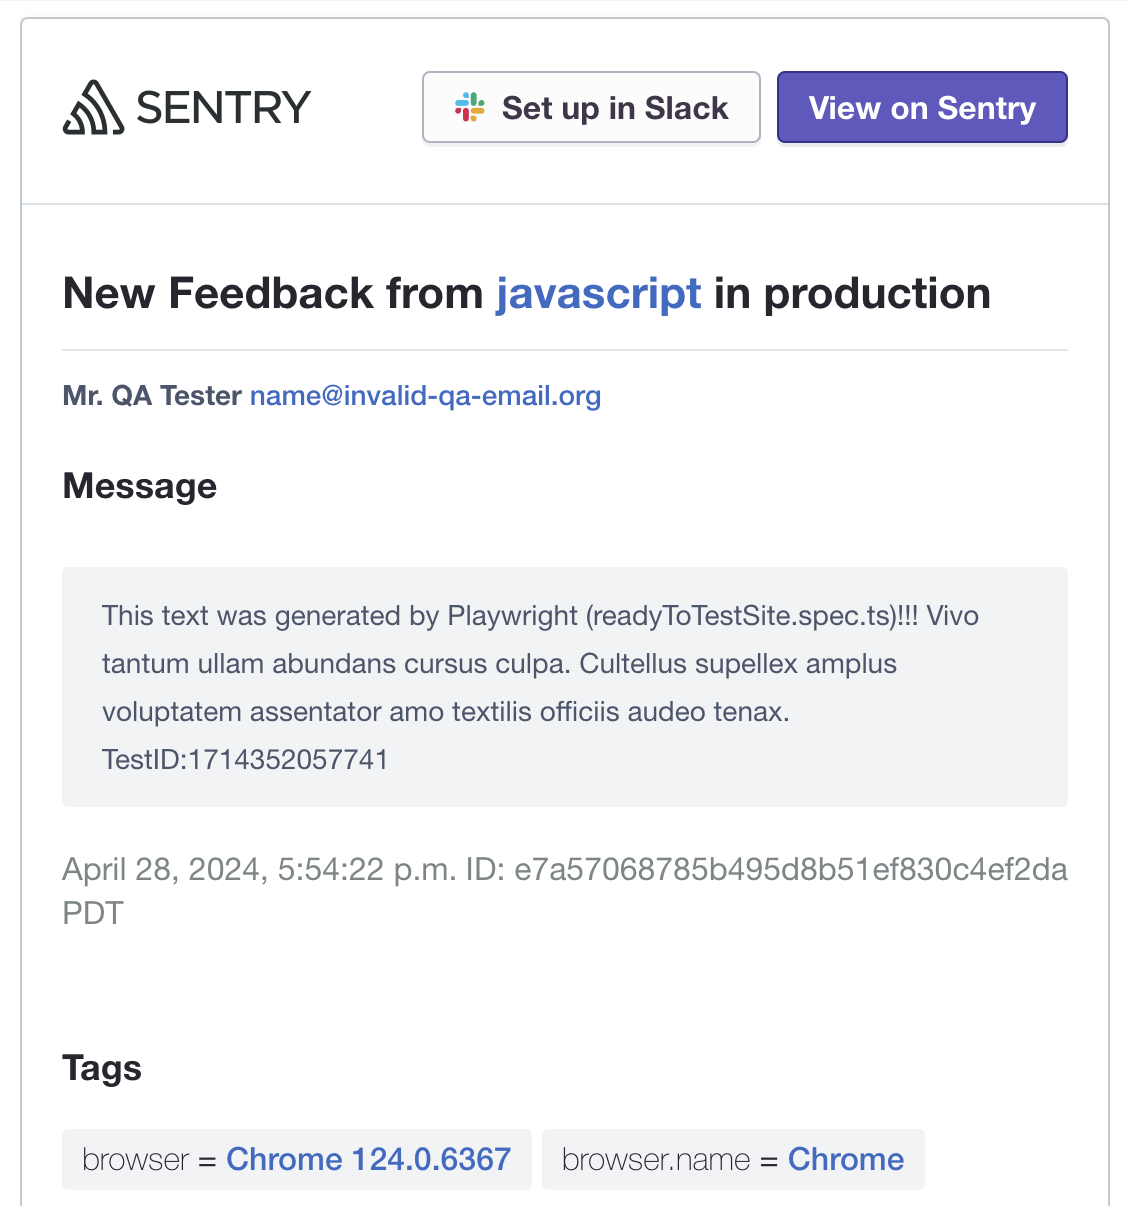 SENTRY
Set up in Slack
View on Sentry
New Feedback from javascript in production
Mr. QA Tester name@invalid-qa-email.org
Message
This text was generated by Playwright (readyToTestSite.spec.ts)!!! Vivo
tantum ullam abundans cursus culpa. Cultellus supellex amplus
voluptatem assentator amo textilis officiis audeo tenax.
TestID:1714352057741
April 28, 2024, 5:54:22 p.m. ID: e7a57068785b495d8b51ef830c4ef2da
PDT
Tags
browser = Chrome 124.0.6367
browser.name = Chrome